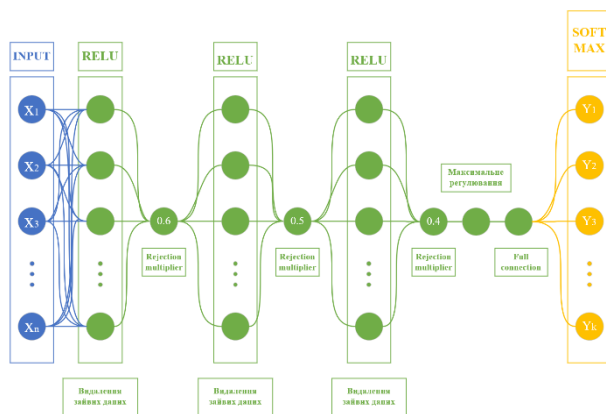 INPUT
RELU
RELU
RELU
SOFT
MAX
X1
X2
X3
Xn
0.6
0.5
0.4
Rejection
multiplier
Rejection
multiplier
Rejection
multiplier
Максимальне
регулювання
Full
connection
Y1
Y2
Y3
Yk
Видалення
зайвих даних
Видалення
зайвих даних
Видалення
зайвих даних